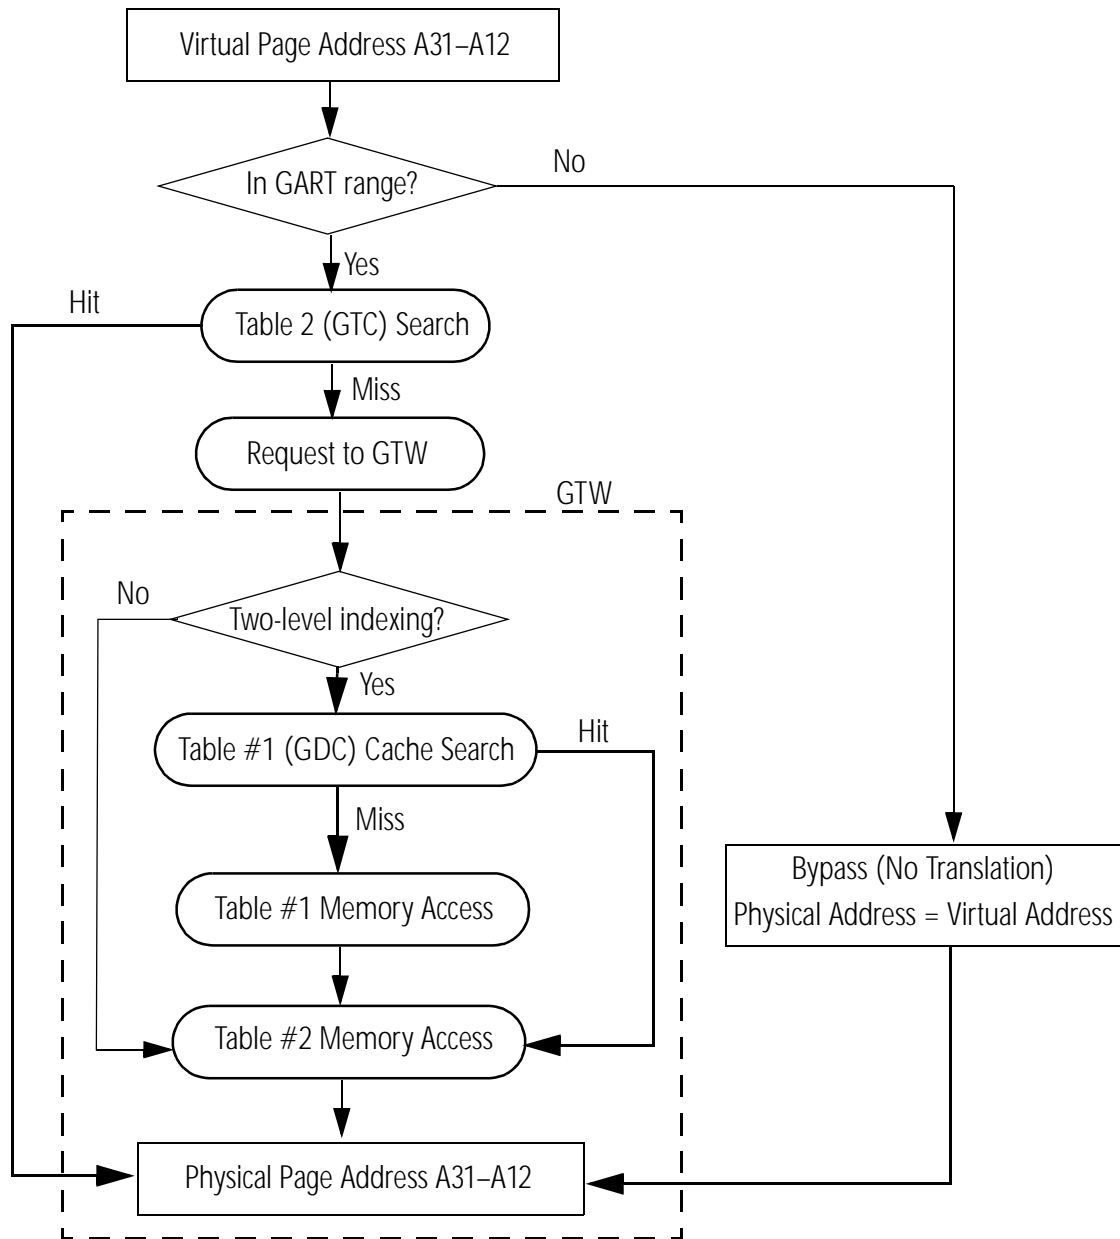 Virtual Page Address A31–A12
In GART range?
No
Yes
Hit
Table 2 (GTC) Search
Miss
Request to GTW
GTW
No
Two-level indexing?
Yes
Table #1 (GDC) Cache Search
Hit
Miss
Table #1 Memory Access
Bypass (No Translation)
Physical Address = Virtual Address
Table #2 Memory Access
Physical Page Address A31–A12